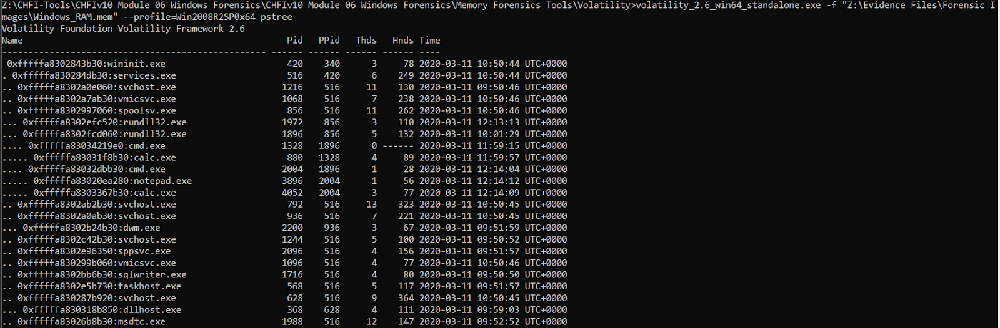 Z:\CHFI-Tools\CHFIv10 Module 06 Windows Forensics\CHFIv10 Module 06 Windows Forensics\Memory Forensics Tools\Volatility>volatility_2.6_win64_standalone.exe -f "Z:\Evidence Files\Forensic I
mages\Windows_RAM.mem" --profile=Win2008R2SP0x64 pstree
Volatility Foundation Volatility Framework 2.6
Name                                                  Pid   PPid   Thds   Hnds Time
-------------------------------------------------- ------ ------ ------ ------ ----
 0xfffffa8302843b30:wininit.exe                       420    340      3     78 2020-03-11 10:50:44 UTC+0000
. 0xfffffa830284db30:services.exe                     516    420      6    249 2020-03-11 10:50:44 UTC+0000
.. 0xfffffa8302a0e060:svchost.exe                    1216    516     11    130 2020-03-11 09:50:46 UTC+0000
.. 0xfffffa8302a7ab30:vmicsvc.exe                    1068    516      7    238 2020-03-11 10:50:46 UTC+0000
.. 0xfffffa8302997060:spoolsv.exe                     856    516     11    262 2020-03-11 10:50:46 UTC+0000
... 0xfffffa8302efc520:rundll32.exe                  1972    856      3    110 2020-03-11 12:13:13 UTC+0000
... 0xfffffa8302fcd060:rundll32.exe                  1896    856      5    132 2020-03-11 10:01:29 UTC+0000
.... 0xfffffa83034219e0:cmd.exe                      1328   1896      0 ------ 2020-03-11 11:59:15 UTC+0000
..... 0xfffffa83031f8b30:calc.exe                     880   1328      4     89 2020-03-11 11:59:57 UTC+0000
.... 0xfffffa83032dbb30:cmd.exe                      2004   1896      1     28 2020-03-11 12:14:04 UTC+0000
..... 0xfffffa83020ea280:notepad.exe                 3896   2004      1     56 2020-03-11 12:14:12 UTC+0000
..... 0xfffffa8303367b30:calc.exe                    4052   2004      3     77 2020-03-11 12:14:09 UTC+0000
.. 0xfffffa8302ab2b30:svchost.exe                     792    516     13    323 2020-03-11 10:50:45 UTC+0000
.. 0xfffffa8302a0ab30:svchost.exe                     936    516      7    221 2020-03-11 10:50:45 UTC+0000
... 0xfffffa8302b24b30:dwm.exe                       2200    936      3     67 2020-03-11 09:51:59 UTC+0000
.. 0xfffffa8302c42b30:svchost.exe                    1244    516      5    100 2020-03-11 09:50:52 UTC+0000
.. 0xfffffa8302e96350:sppsvc.exe                     2096    516      4    156 2020-03-11 09:51:57 UTC+0000
.. 0xfffffa830299b060:vmicsvc.exe                    1096    516      4     77 2020-03-11 10:50:46 UTC+0000
.. 0xfffffa8302bb6b30:sqlwriter.exe                  1716    516      4     80 2020-03-11 09:50:50 UTC+0000
.. 0xfffffa8302e5b730:taskhost.exe                    568    516      5    117 2020-03-11 09:51:57 UTC+0000
.. 0xfffffa830287b920:svchost.exe                     628    516      9    364 2020-03-11 10:50:45 UTC+0000
... 0xfffffa830318b850:dllhost.exe                    368    628      4    111 2020-03-11 09:59:03 UTC+0000
.. 0xfffffa83026b8b30:msdtc.exe                      1988    516     12    147 2020-03-11 09:52:52 UTC+0000